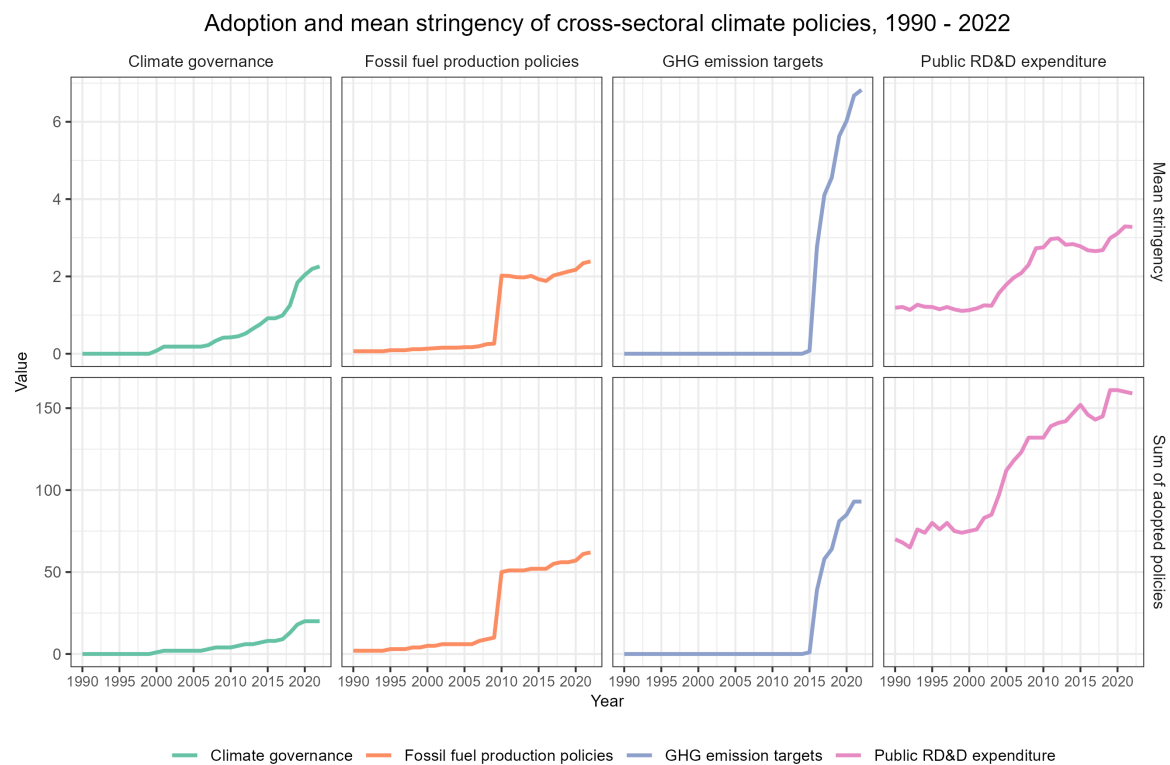 Adoption and mean stringency of cross-sectoral climate policies, 1990 - 2022
Climate governance Fossil fuel production policies GHG emission targets Public RD&D expenditure
6
4
2
0
Mean stringency
Value
150
100
50
0
Sum of adopted policies
1990 1995 2000 2005 2010 2015 2020 1990 1995 2000 2005 2010 2015 2020 1990 1995 2000 2005 2010 2015 2020 1990 1995 2000 2005 2010 2015 2020
Year
Climate governance Fossil fuel production policies GHG emission targets Public RD&D expenditure